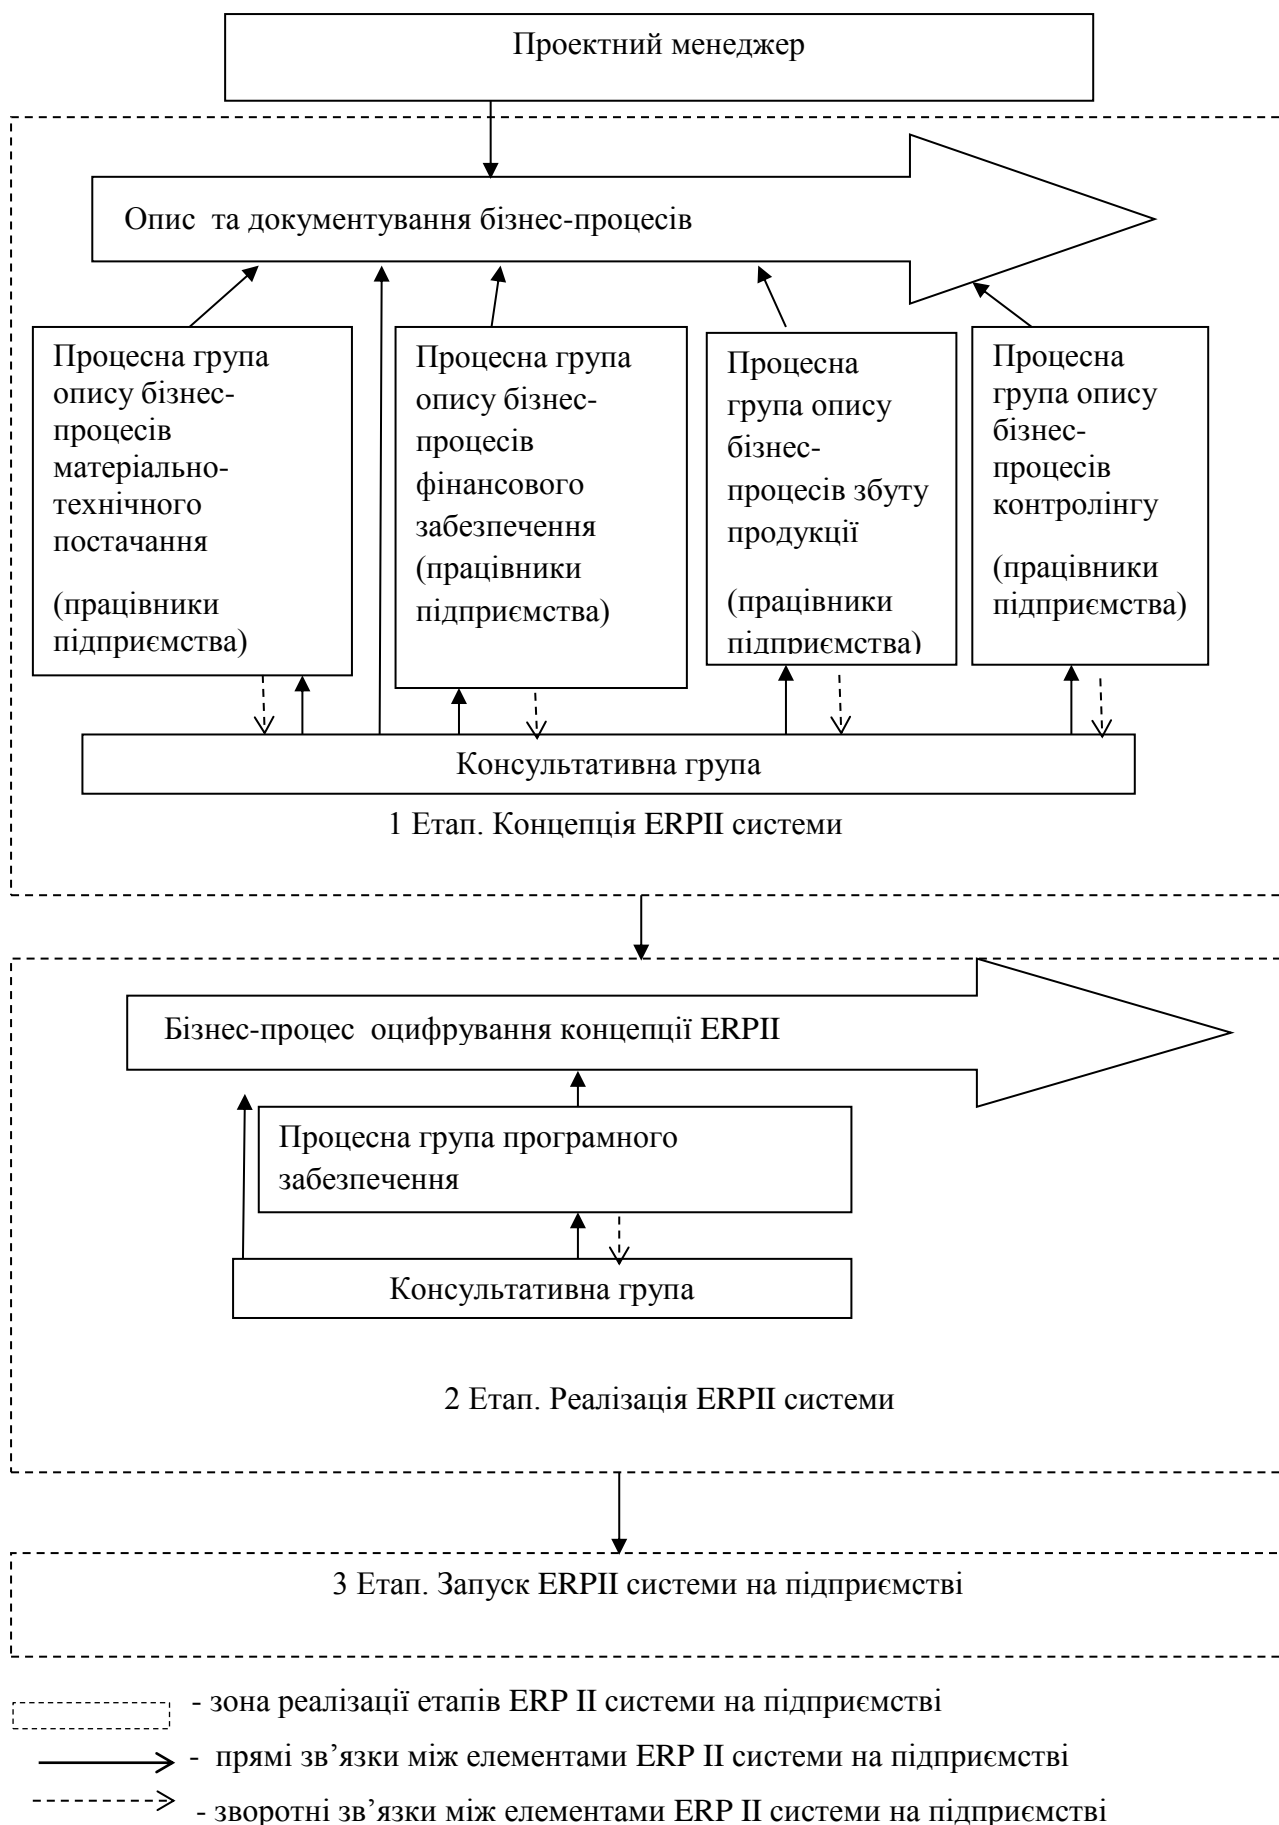 Проектний менеджер
Опис та документування бізнес-процесів
Процесна група
опису бізнес-
процесів
матеріально-
технічного
постачання
(працівники
підприємства)
Процесна група
опису бізнес-
процесів
фінансового
забезпечення
(працівники
підприємства)
Процесна
група опису
бізнес-
процесів збуту
продукції
(працівники
підприємства)
Процесна
група опису
бізнес-
процесів
контролінгу
(працівники
підприємства)
Консультативна група
1 Етап. Концепція ERPII системи
Бізнес-процес оцифрування концепції ERPII
Процесна група програмного
забезпечення
Консультативна група
2 Етап. Реалізація ERPII системи
3 Етап. Запуск ERPII системи на підприємстві
- зона реалізації етапів ERP II системи на підприємстві
- прямі зв’язки між елементами ERP II системи на підприємстві
- зворотні зв’язки між елементами ERP II системи на підприємстві